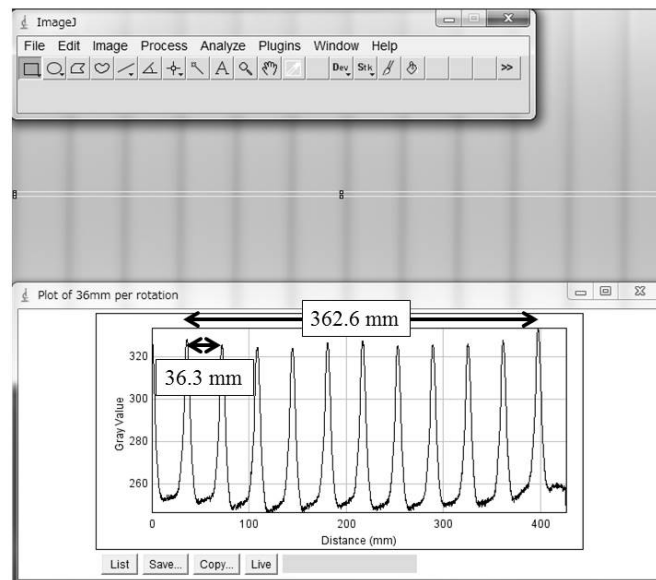 ImageJ
File Edit Image Process Analyze Plugins Window Help
A Dev Stk >>
Plot of 36mm per rotation
362.6 mm
36.3 mm
320
300
280
260
Gray Value
0 100 200 300 400
Distance (mm)
List Save... Copy... Live